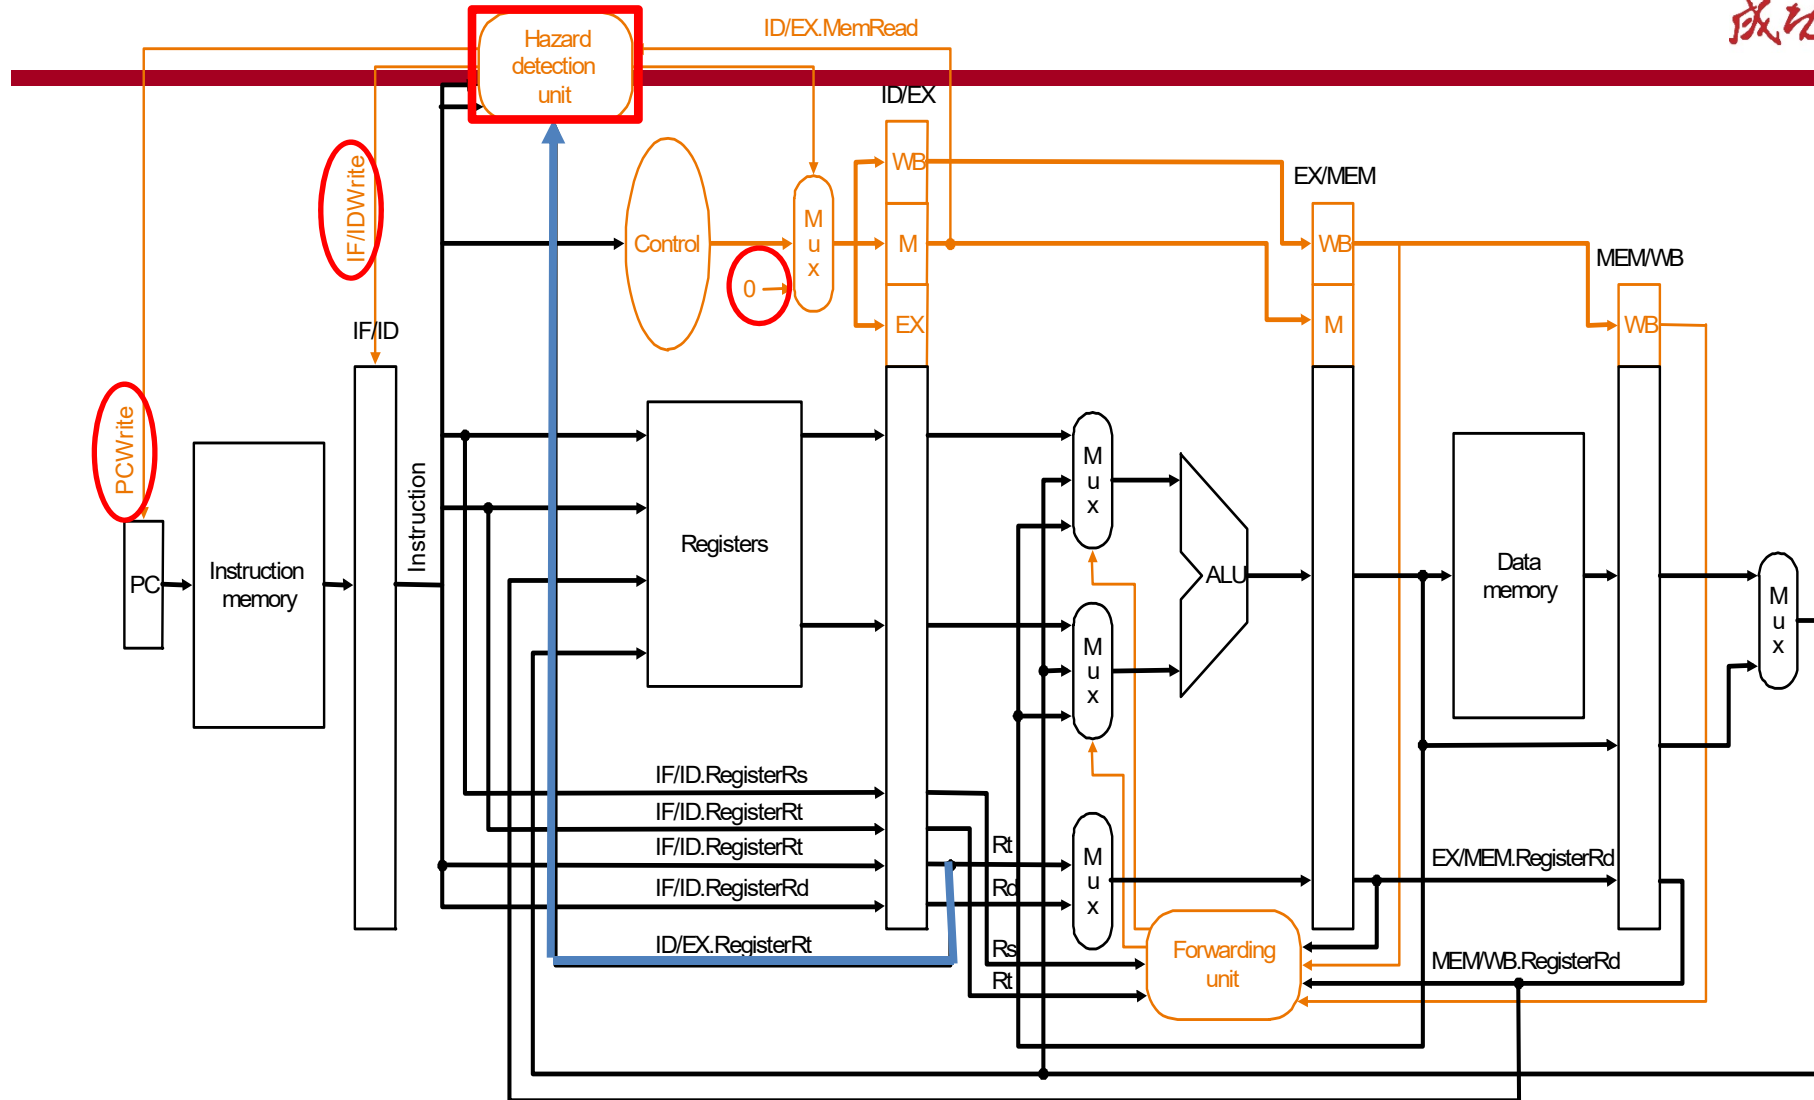 成功
ID/EX.MemRead
Hazard
detection
unit
ID/EX
IF/IDWrite
WB
EX/MEM
M
u
x
Control
M
WB
MEM/WB
0
EX
M
WB
IF/ID
PCWrite
Instruction
M
u
x
Registers
PC
Instruction
memory
ALU
Data
memory
M
u
x
M
u
x
IF/ID.RegisterRs
IF/ID.RegisterRt
IF/ID.RegisterRt
IF/ID.RegisterRd
ID/EX.RegisterRt
Rt
Rd
M
u
x
EX/MEM.RegisterRd
Rs
Rt
Forwarding
unit
MEM/WB.RegisterRd